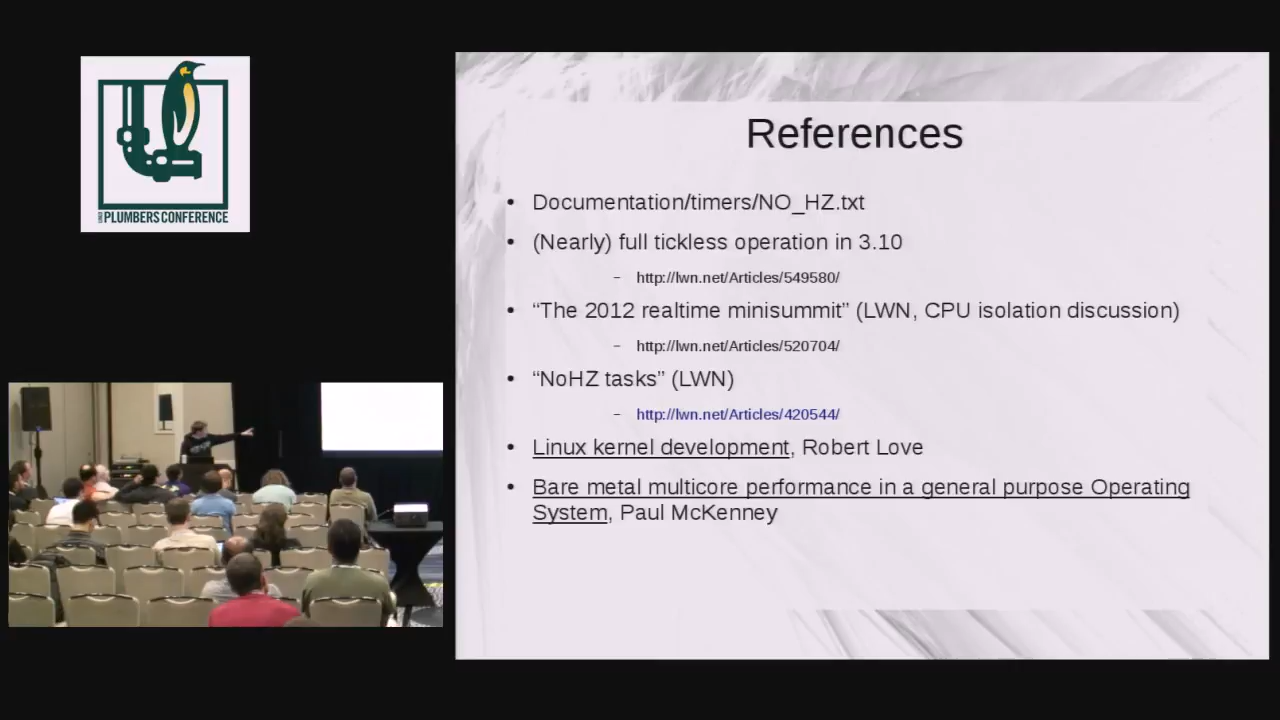 PLUMBERS CONFERENCE
References
• Documentation/timers/NO_HZ.txt
• (Nearly) full tickless operation in 3.10
– http://lwn.net/Articles/549580/
• “The 2012 realtime minisummit” (LWN, CPU isolation discussion)
– http://lwn.net/Articles/520704/
• “NoHZ tasks” (LWN)
– http://lwn.net/Articles/420544/
• Linux kernel development, Robert Love
• Bare metal multicore performance in a general purpose Operating
System, Paul McKenney